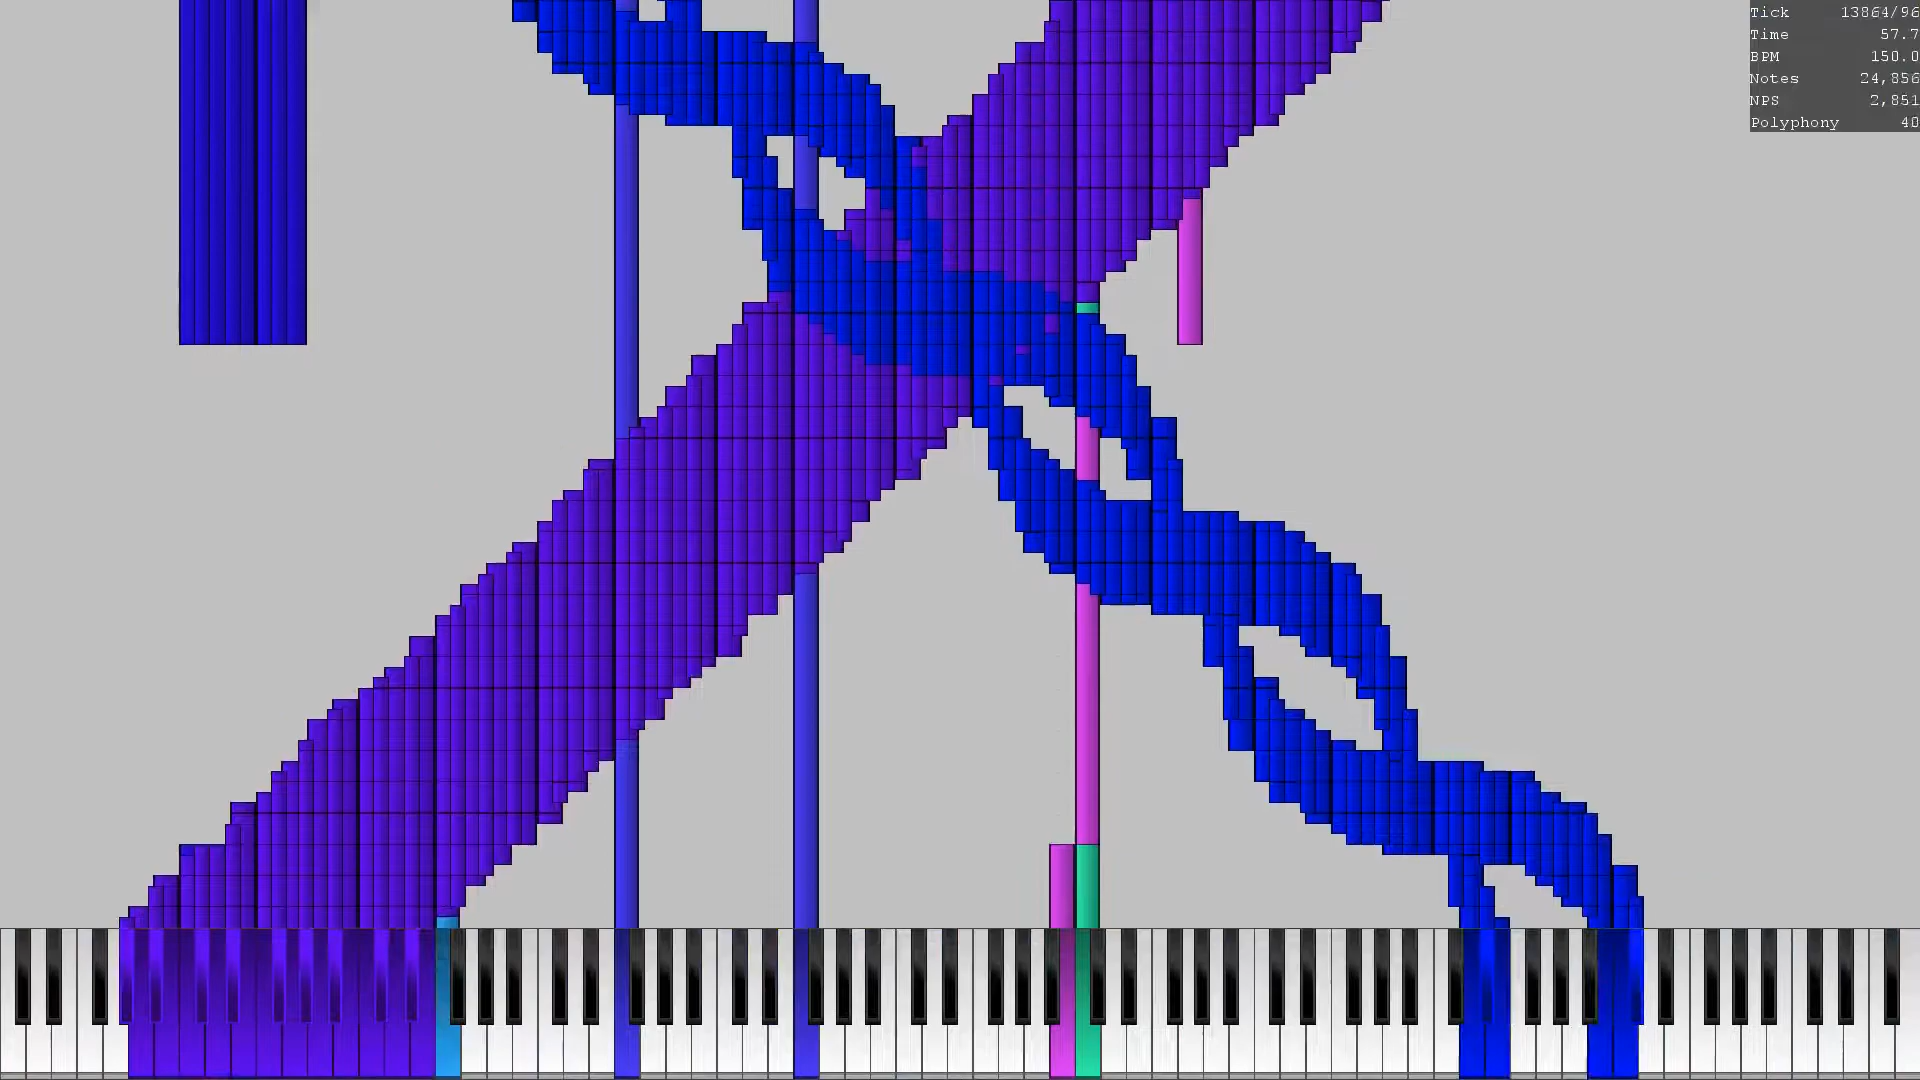 Tick 13864/96
Time 57.7
BPM 150.0
Notes 24,856
NPS 2,851
Polyphony 40